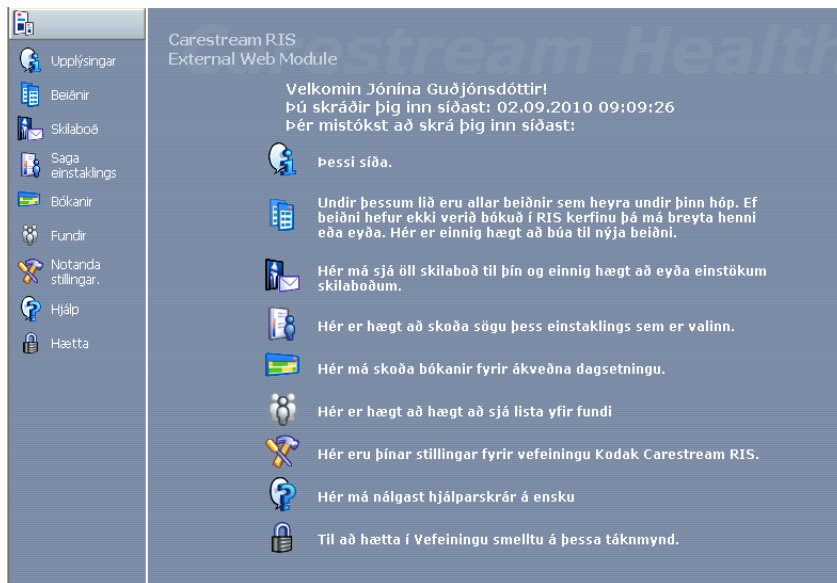 Upplýsingar
Beiðnir
Skilaboð
Saga
einstaklings
Bókanir
Fundir
Notanda
stillingar.
Hjálp
Hætta
Carestream Health
Carestream RIS
External Web Module
Velkomin Jónína Guðjónsdóttir!
Þú skráðir þig inn síðast: 02.09.2010 09:09:26
Þér mistókst að skrá þig inn síðast:
Þessi síða.
Undir þessum lið eru allar beiðnir sem heyra undir þinn hóp. Ef
beiðni hefur ekki verið bókuð í RIS kerfinu þá má breyta henni
eða eyða. Hér er einnig hægt að búa til nýja beiðni.
Hér má sjá öll skilaboð til þín og einnig hægt að eyða einstökum
skilaboðum.
Hér er hægt að skoða sögu þess einstaklings sem er valinn.
Hér má skoða bókanir fyrir ákveðna dagsetningu.
Hér er hægt að hægt að sjá lista yfir fundi
Hér eru þínar stillingar fyrir vefeiningu Kodak Carestream RIS.
Hér má nálgast hjálparskrár á ensku
Til að hætta í Vefeiningu smelltu á þessa táknmynd.